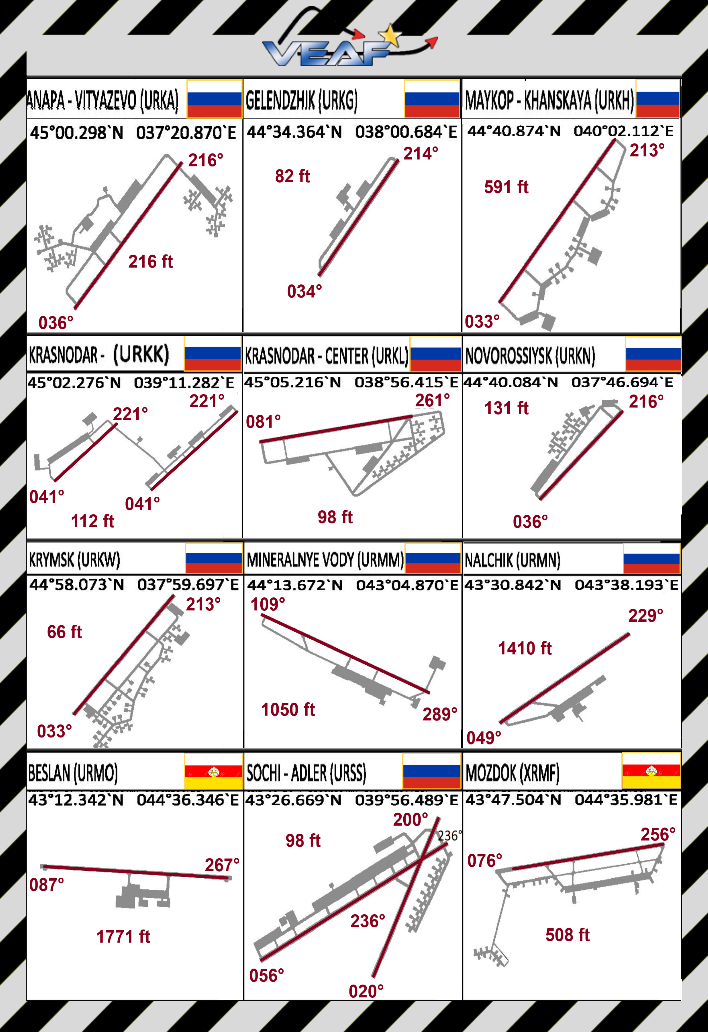 VEAF
ANAPA - VITYAZEVO (URKA)
45°00.298`N 037°20.870`E
216°
216 ft
036°
GELENDZHIK (URKG)
44°34.364`N 038°00.684`E
214°
82 ft
034°
MAYKOP - KHANSKAYA (URKH)
44°40.874`N 040°02.112`E
213°
591 ft
033°
KRASNODAR - (URKK)
45°02.276`N 039°11.282`E
221° 221°
041° 041°
112 ft
KRASNODAR - CENTER (URKL)
45°05.216`N 038°56.415`E
261°
081°
98 ft
NOVOROSSIYSK (URKN)
44°40.084`N 037°46.694`E
131 ft 216°
036°
KRYMSK (URKW)
44°58.073`N 037°59.697`E
213°
66 ft
033°
MINERALNYE VODY (URMM)
44°13.672`N 043°04.870`E
109°
1050 ft 289°
NALCHIK (URMN)
43°30.842`N 043°38.193`E
229°
1410 ft
049°
BESLAN (URMO)
43°12.342`N 044°36.346`E
267°
087°
1771 ft
SOCHI - ADLER (URSS)
43°26.669`N 039°56.489`E
200°
236°
98 ft
236°
056°
020°
MOZDOK (XRMF)
43°47.504`N 044°35.981`E
256°
076°
508 ft